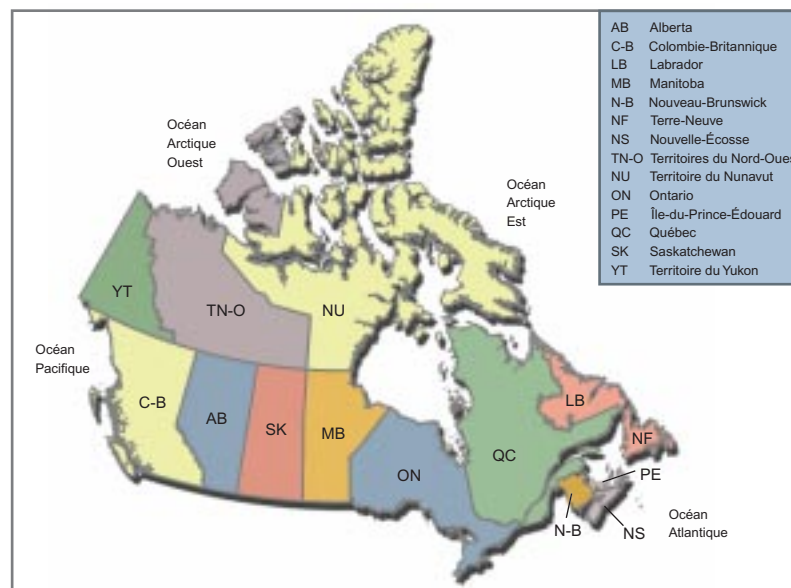 AB Alberta
C-B Colombie-Britannique
LB Labrador
MB Manitoba
N-B Nouveau-Brunswick
NF Terre-Neuve
NS Nouvelle-Écosse
TN-O Territoires du Nord-Oues
NU Territoire du Nunavut
ON Ontario
PE Île-du-Prince-Édouard
QC Québec
SK Saskatchewan
YT Territoire du Yukon
Océan
Arctique
Ouest
Océan
Arctique
Est
Océan
Pacifique
YT
TN-O
NU
C-B
AB
SK
MB
ON
QC
LB
NF
PE
N-B
NS
Océan
Atlantique